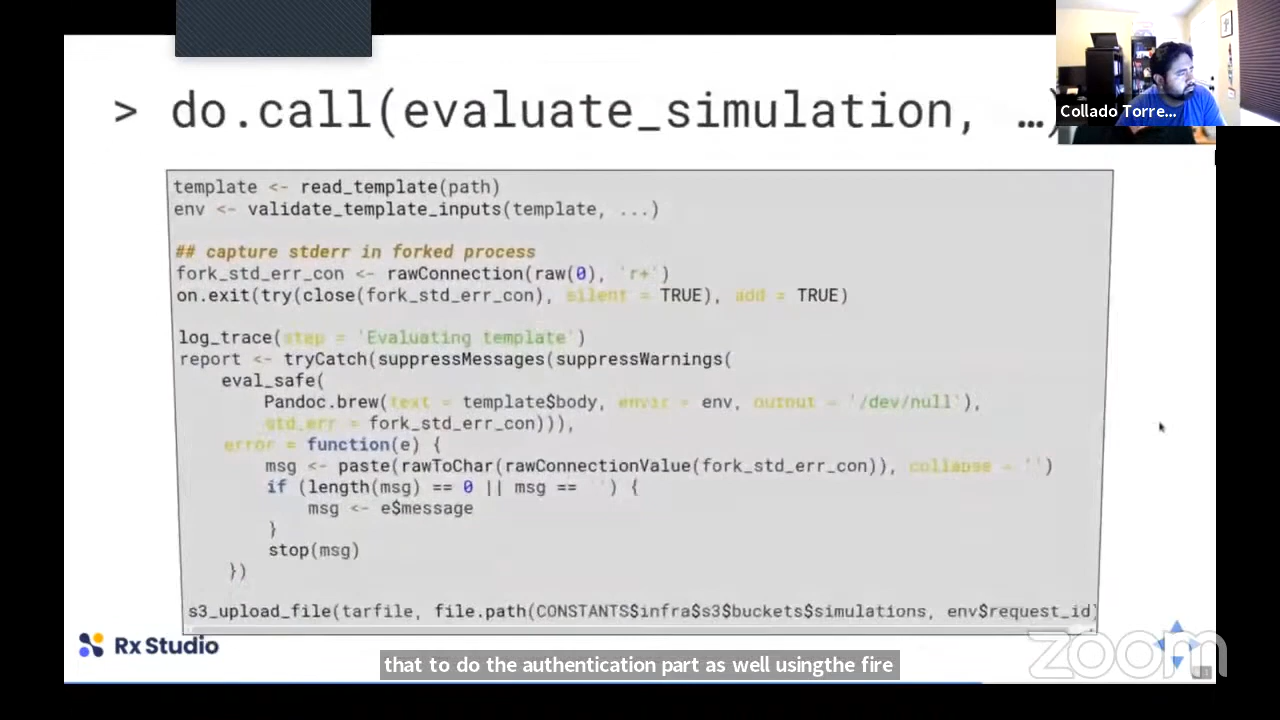 > do.call(evaluate_simulation, …)
Collado Torre...
template <- read_template(path)
env <- validate_template_inputs(template, ...)
## capture stderr in forked process
fork_std_err_con <- rawConnection(raw(0), 'r+')
on.exit(try(close(fork_std_err_con), silent = TRUE), add = TRUE)
log_trace(step = 'Evaluating template')
report <- tryCatch(suppressMessages(suppressWarnings(
eval_safe(
Pandoc.brew(text = template$body, envir = env, output = '/dev/null'),
std_err = fork_std_err_con))),
error = function(e) {
msg <- paste(rawToChar(rawConnectionValue(fork_std_err_con)), collapse = '')
if (length(msg) == 0 || msg == '') {
msg <- e$message
}
stop(msg)
})
s3_upload_file(tarfile, file.path(CONSTANTS$infra$s3$buckets$simulations, env$request_id)
Rx Studio
zoom
that to do the authentication part as well usingthe fire